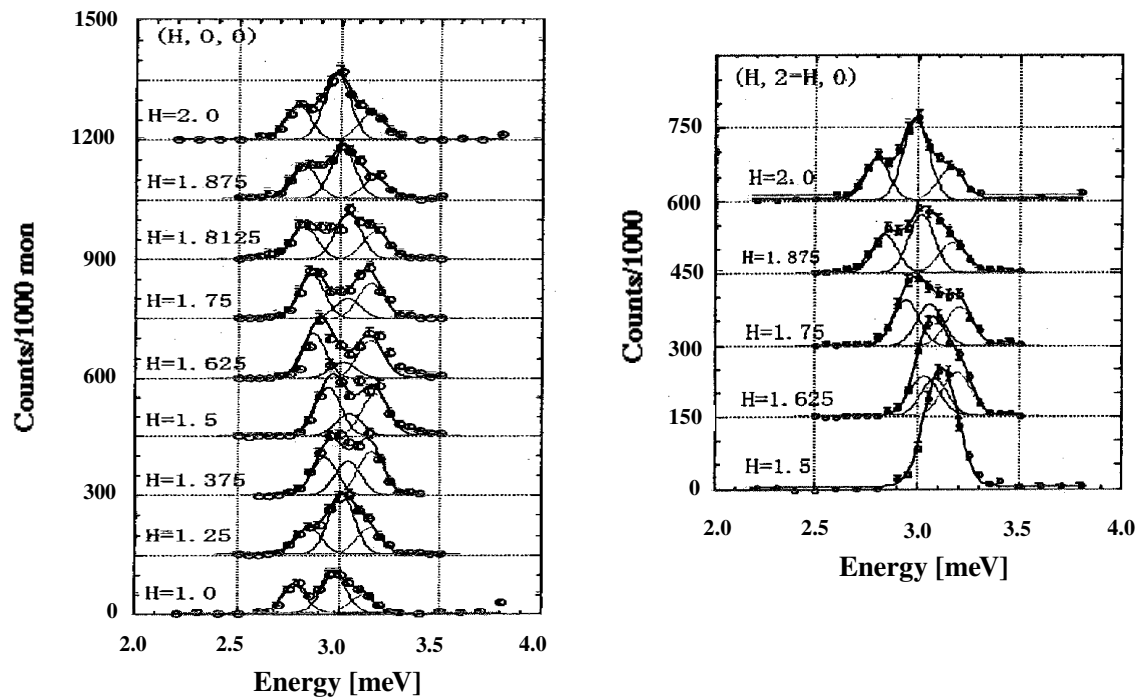 1500
(H, 0, 0)
H=2.0
1200
H=1.875
H=1.8125
900
H=1.75
H=1.625
600
H=1.5
H=1.375
300
H=1.25
H=1.0
0
2.0 2.5 3.0 3.5 4.0
Energy [meV]
Counts/1000 mon
(H, 2=H, 0)
750
H=2.0
600
H=1.875
450
H=1.75
300
H=1.625
150
H=1.5
0
2.0 2.5 3.0 3.5 4.0
Energy [meV]
Counts/1000